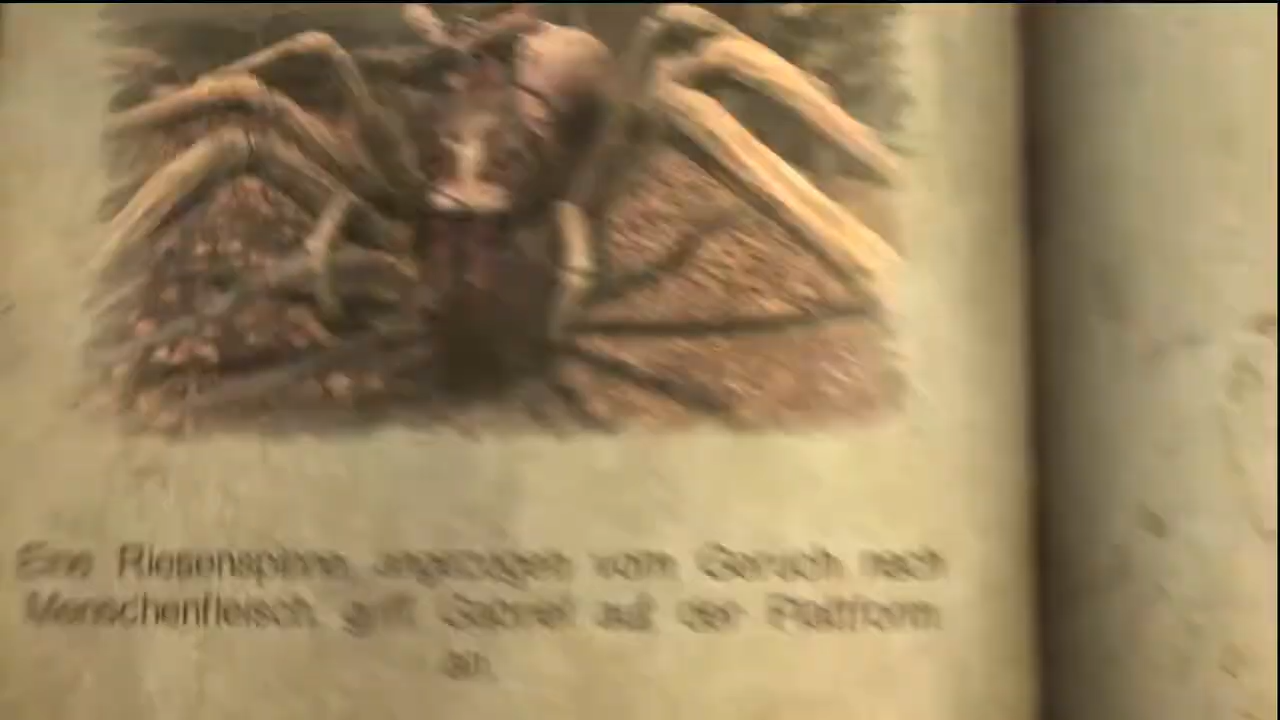 Eine Riesenspinne, angezogen vom Geruch nach
Menschenfleisch, griff Gabriel auf der Plattform
an.